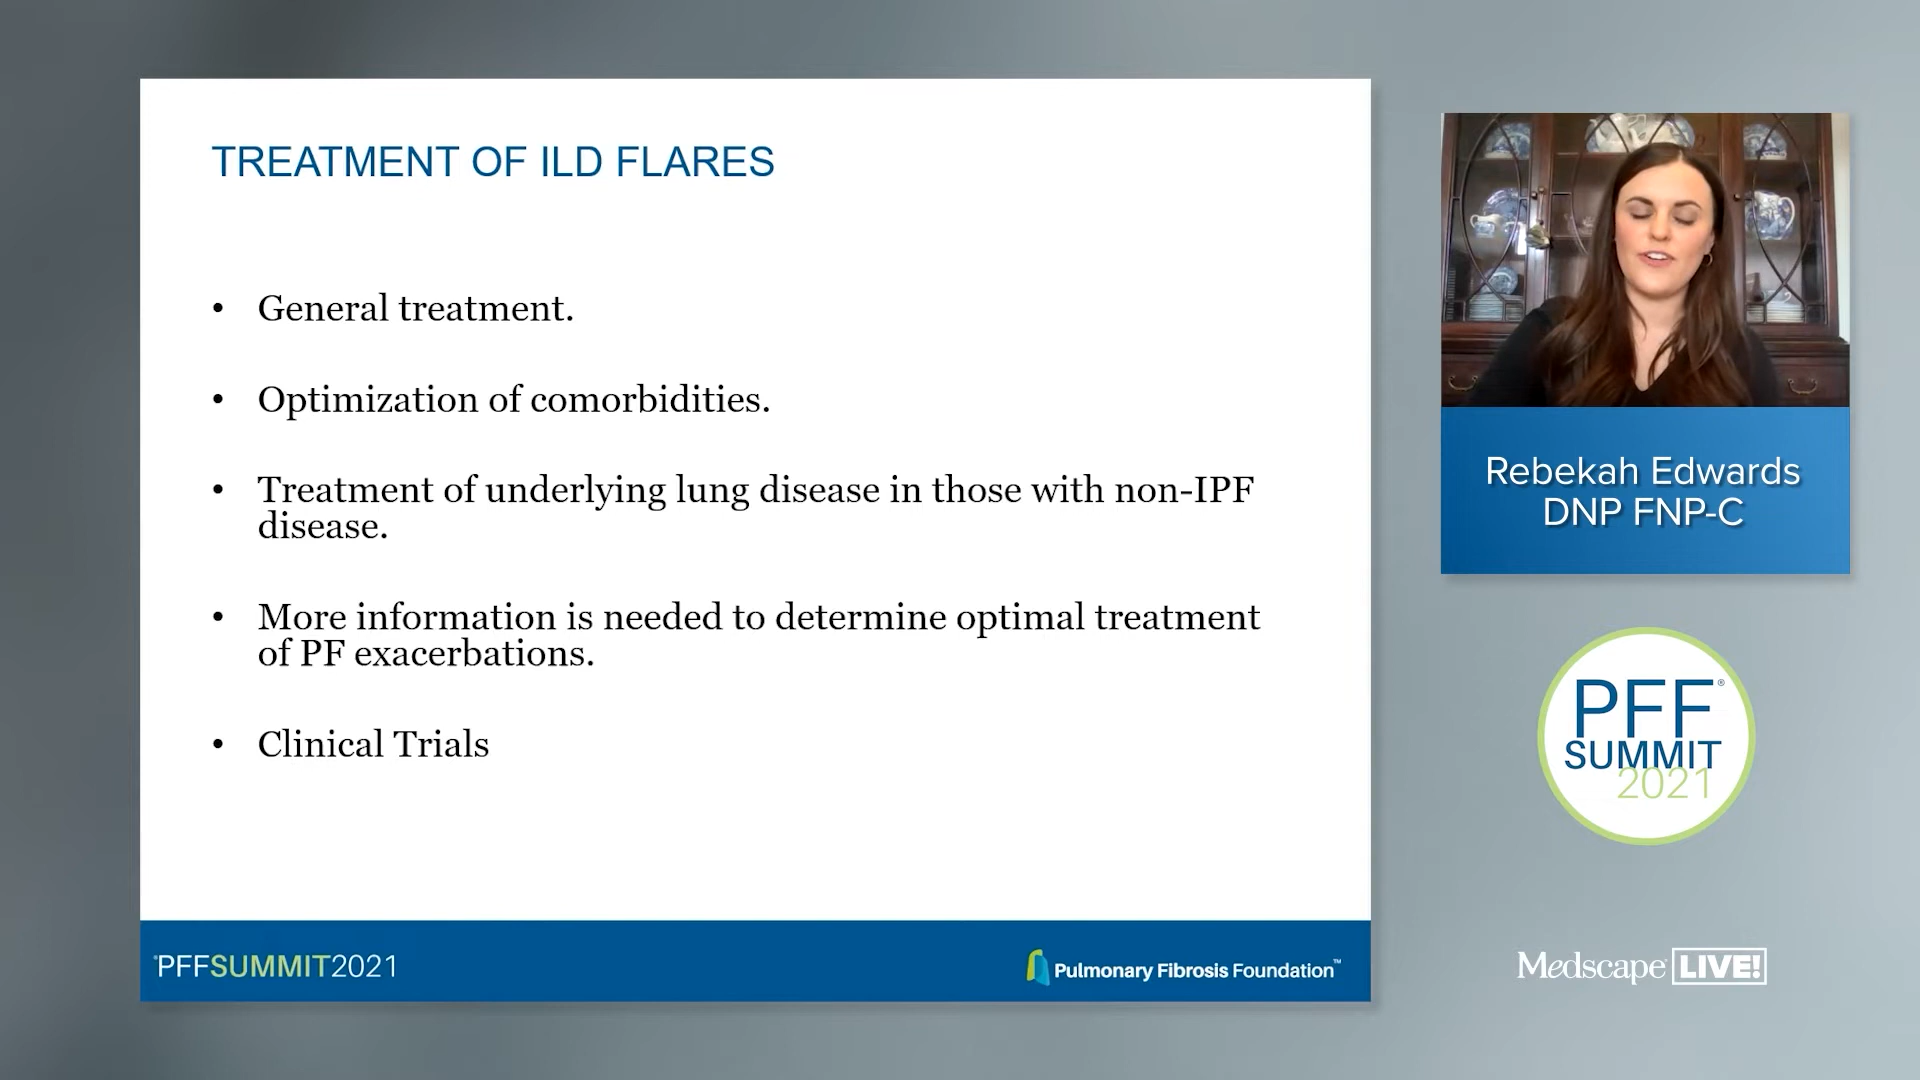 TREATMENT OF ILD FLARES
• General treatment.
• Optimization of comorbidities.
• Treatment of underlying lung disease in those with non-IPF
disease.
• More information is needed to determine optimal treatment
of PF exacerbations.
• Clinical Trials
PFFSUMMIT2021
Pulmonary Fibrosis Foundation™
Rebekah Edwards
DNP FNP-C
PFF®
SUMMIT
2021
Medscape LIVE!